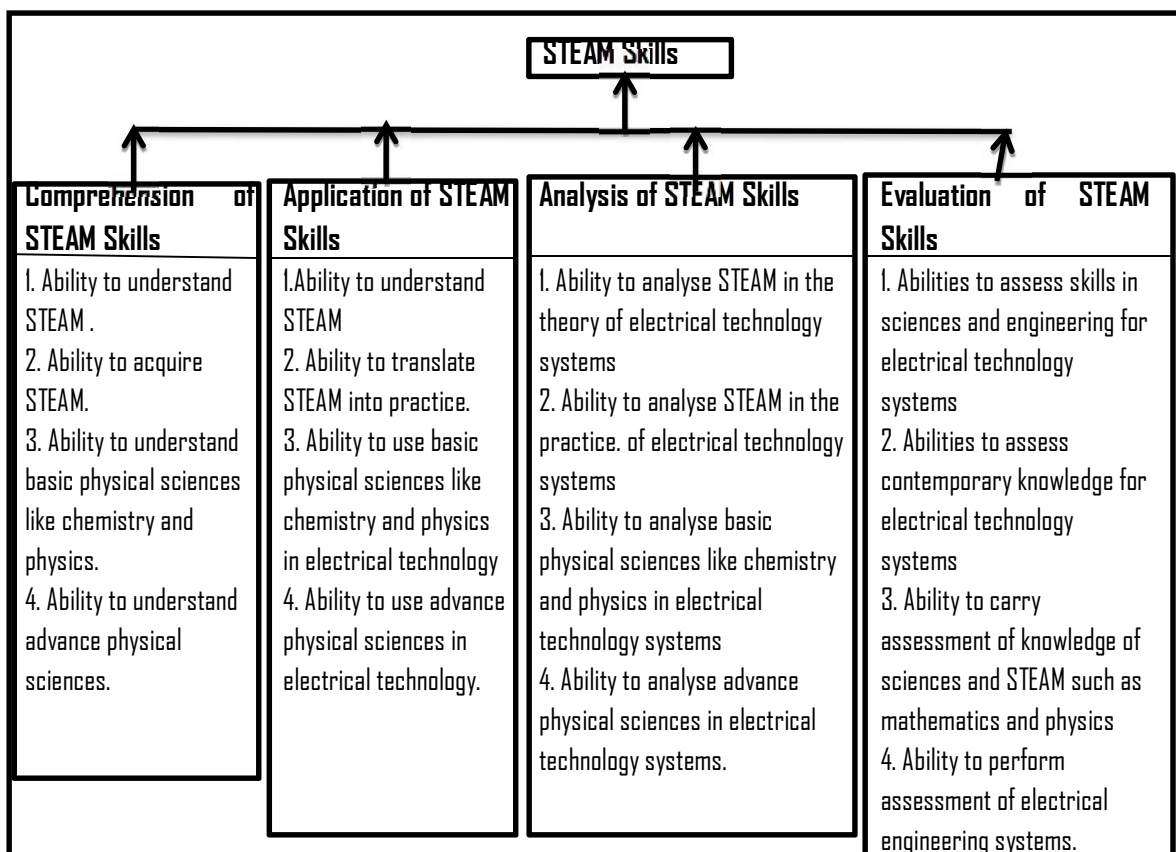 STEAM Skills
Comprehension of
STEAM Skills
1. Ability to understand
STEAM .
2. Ability to acquire
STEAM.
3. Ability to understand
basic physical sciences
like chemistry and
physics.
4. Ability to understand
advance physical
sciences.
Application of STEAM
Skills
1.Ability to understand
STEAM
2. Ability to translate
STEAM into practice.
3. Ability to use basic
physical sciences like
chemistry and physics
in electrical technology
4. Ability to use advance
physical sciences in
electrical technology.
Analysis of STEAM Skills
1. Ability to analyse STEAM in the
theory of electrical technology
systems
2. Ability to analyse STEAM in the
practice. of electrical technology
systems
3. Ability to analyse basic
physical sciences like chemistry
and physics in electrical
technology systems
4. Ability to analyse advance
physical sciences in electrical
technology systems.
Evaluation of STEAM
Skills
1. Abilities to assess skills in
sciences and engineering for
electrical technology
systems
2. Abilities to assess
contemporary knowledge for
electrical technology
systems
3. Ability to carry
assessment of knowledge of
sciences and STEAM such as
mathematics and physics
4. Ability to perform
assessment of electrical
engineering systems.